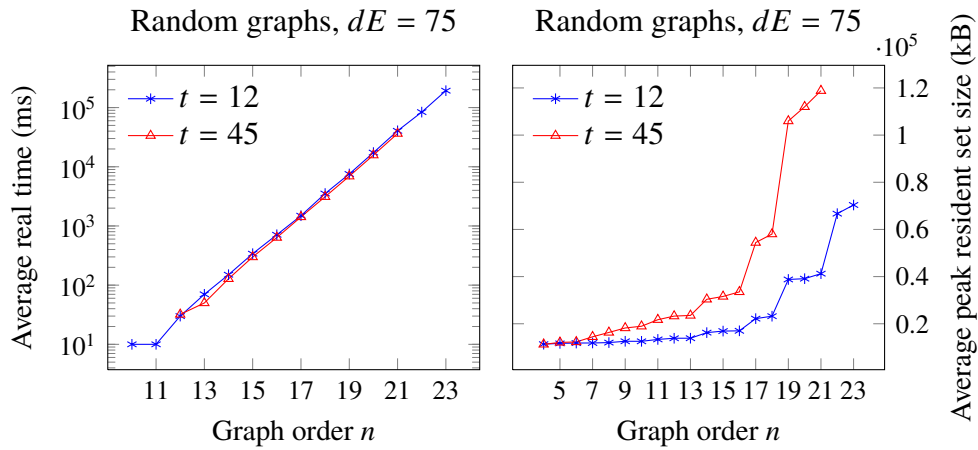 Random graphs, dE = 75
Average real time (ms)
10^5
10^4
10^3
10^2
10^1
t = 12
t = 45
11 13 15 17 19 21 23
Graph order n
Random graphs, dE = 75
·10^5
t = 12
t = 45
1.2
1
0.8
0.6
0.4
0.2
Average peak resident set size (kB)
5 7 9 11 13 15 17 19 21 23
Graph order n